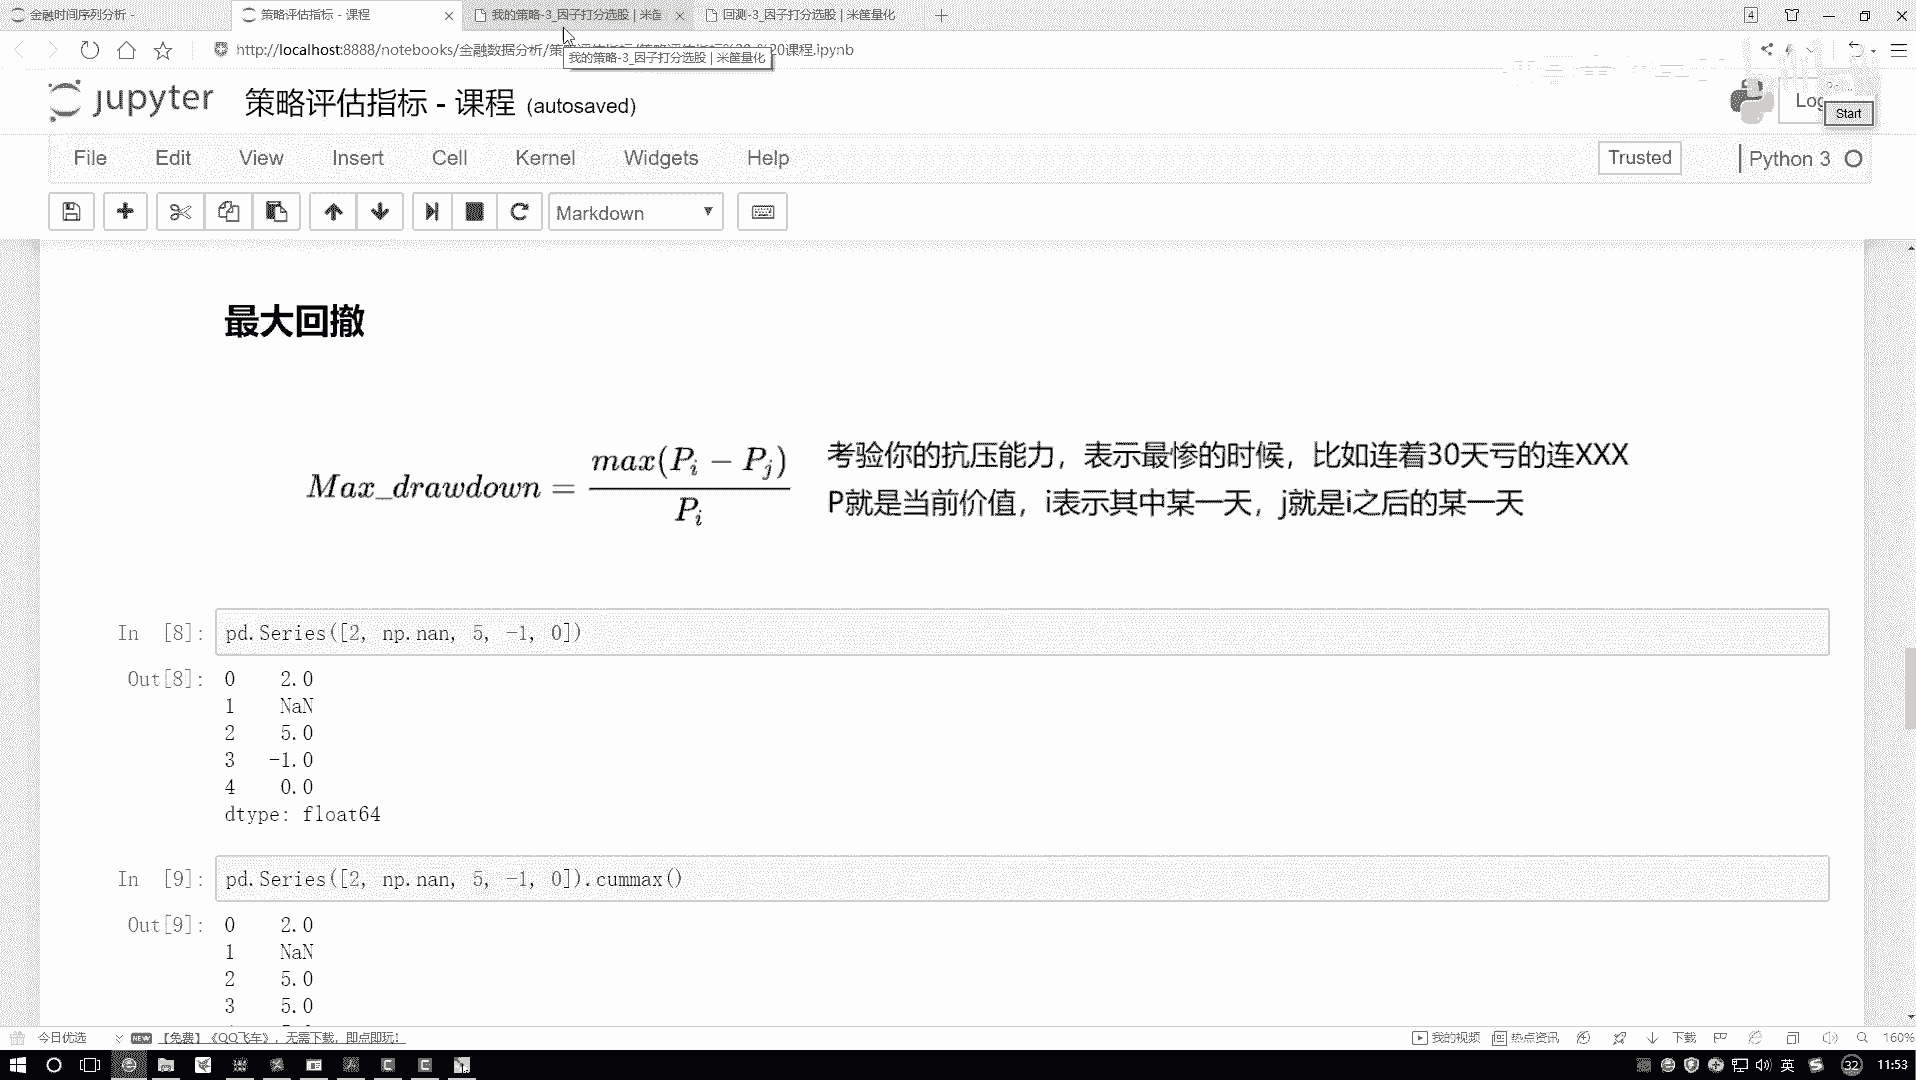 金融时间序列分析 -
策略评估指标 - 课程
我的策略-3_因子打分选股 | 米筐
回测-3_因子打分选股 | 米筐量化
4
http://localhost:8888/notebooks/金融数据分析/策
课程.ipynb
我的策略-3_因子打分选股 | 米筐量化
jupyter 策略评估指标 - 课程 (autosaved)
Start
File Edit View Insert Cell Kernel Widgets Help
Trusted
Python 3
Markdown
最大回撤
Max_drawdown = max(P_i − P_j) / P_i
考验你的抗压能力，表示最惨的时候，比如连着30天亏的连XXX
P就是当前价值，i表示其中某一天，j就是i之后的某一天
In [8]: pd.Series([2, np.nan, 5, -1, 0])
Out[8]: 0 2.0
1 NaN
2 5.0
3 -1.0
4 0.0
dtype: float64
In [9]: pd.Series([2, np.nan, 5, -1, 0]).cummax()
Out[9]: 0 2.0
1 NaN
2 5.0
3 5.0
今日优选
NEW 【免费】《QQ飞车》，无需下载，即点即玩!
我的视频
热点资讯
下载
160%
英
32
11:53